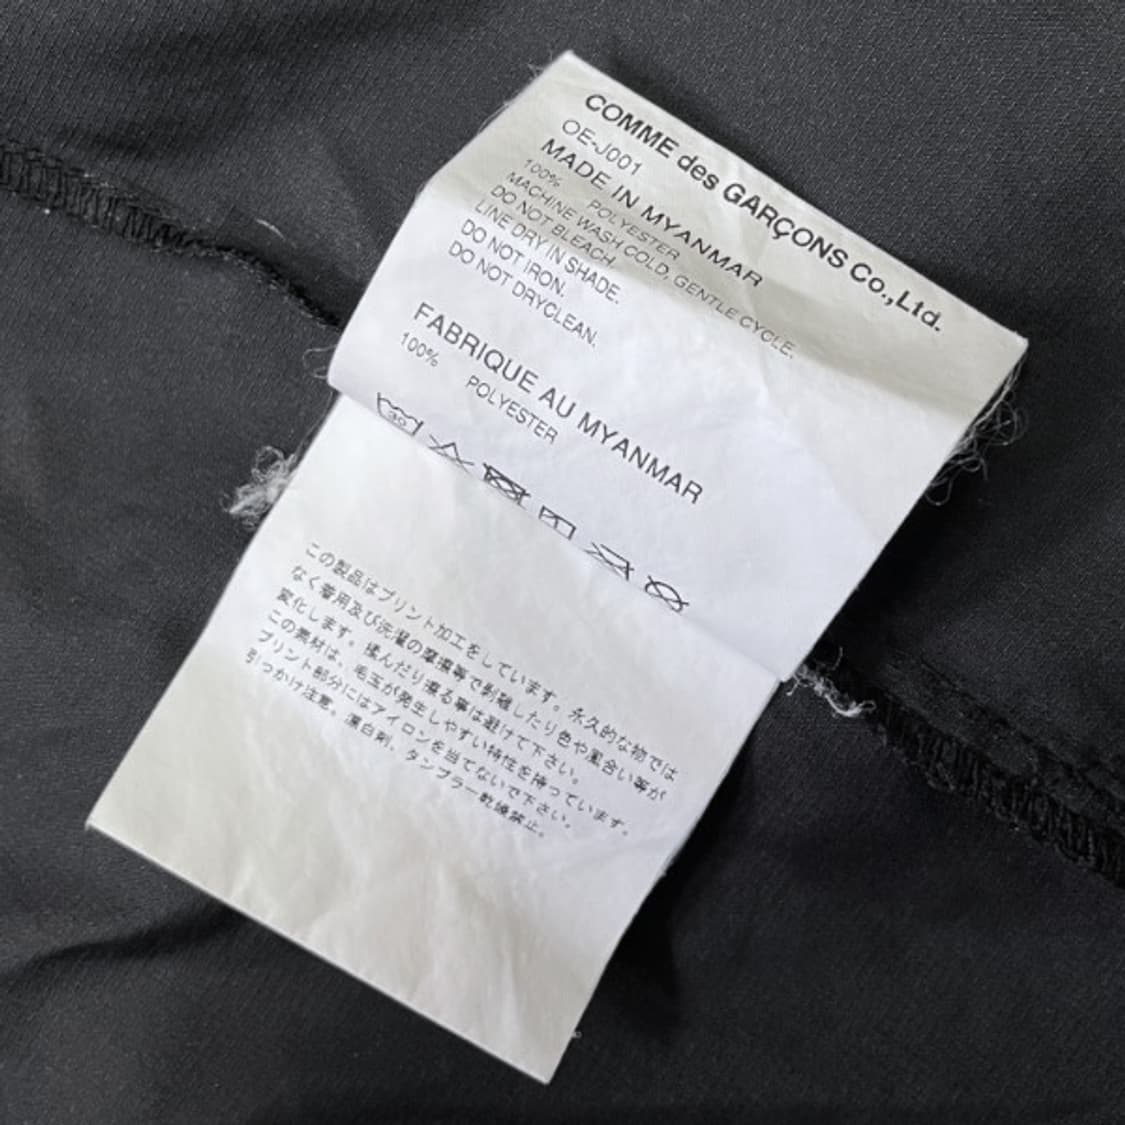 COMME des GARÇONS Co.,Ltd.
OE-J001
MADE IN MYANMAR
100% POLYESTER
MACHINE WASH COLD, GENTLE CYCLE.
DO NOT BLEACH.
LINE DRY IN SHADE.
DO NOT IRON.
DO NOT DRYCLEAN.
FABRIQUE AU MYANMAR
100% POLYESTER
30
この製品はプリント加工をしています。永久的な物では
なく着用及び洗濯の摩擦等で剥離したり色や風合い等が
変化します。揉んだり擦る事は避けて下さい。
この素材は、毛玉が発生しやすい特性を持っています。
プリント部分にはアイロンを当てないで下さい。
引つかけ注意。漂白剤、タンブラー乾燥禁止。